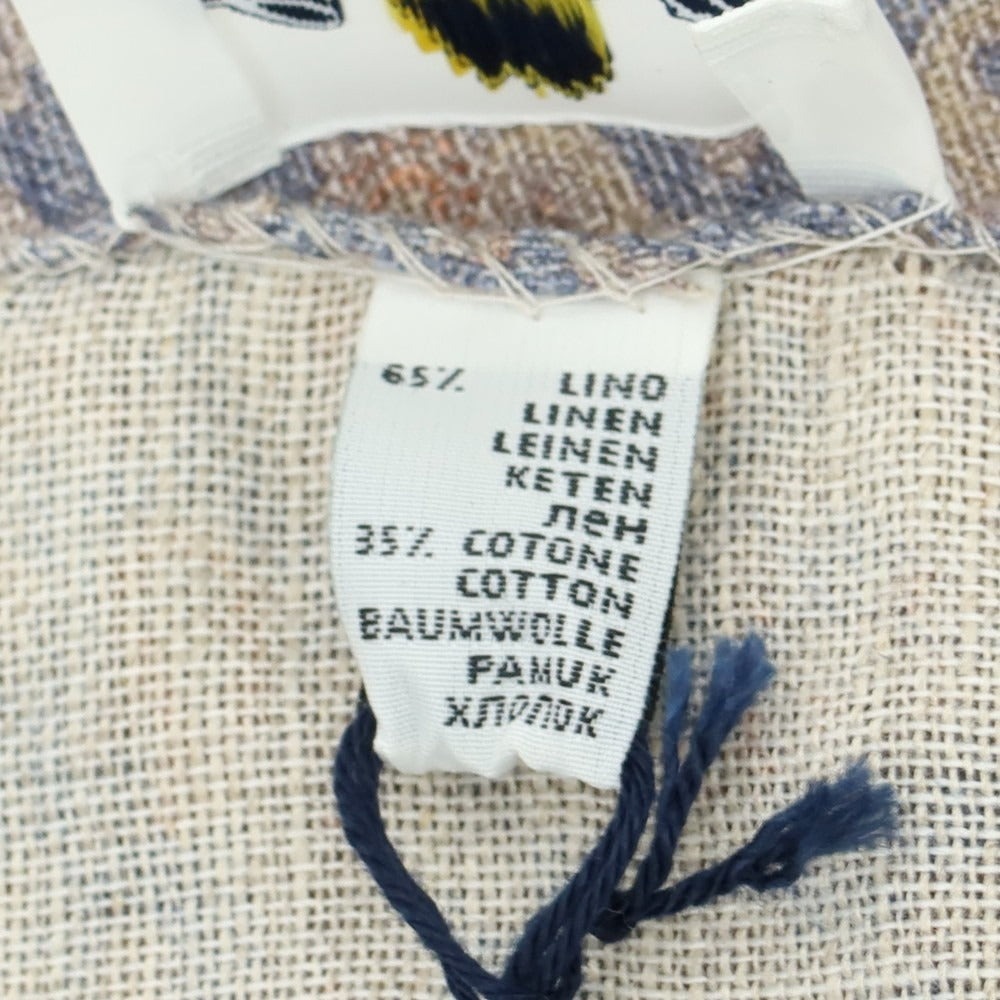 65% LINO
LINEN
LEINEN
KETEN
лен
35% COTONE
COTTON
BAUMWOLLE
PAMUK
ХЛОПОК